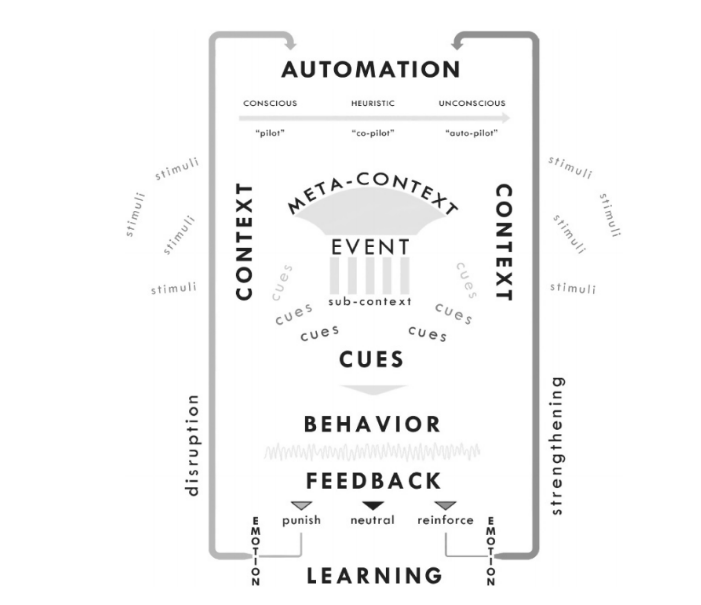 AUTOMATION
CONSCIOUS HEURISTIC UNCONSCIOUS
"pilot" "co-pilot" "auto-pilot"
stimuli
stimuli
stimuli
stimuli
CONTEXT
META-CONTEXT
EVENT
sub-context
cues
cues
cues
cues
cues
cues
CUES
CONTEXT
stimuli
stimuli
stimuli
stimuli
BEHAVIOR
disruption
strengthening
FEEDBACK
punish neutral reinforce
EMOTION
EMOTION
LEARNING